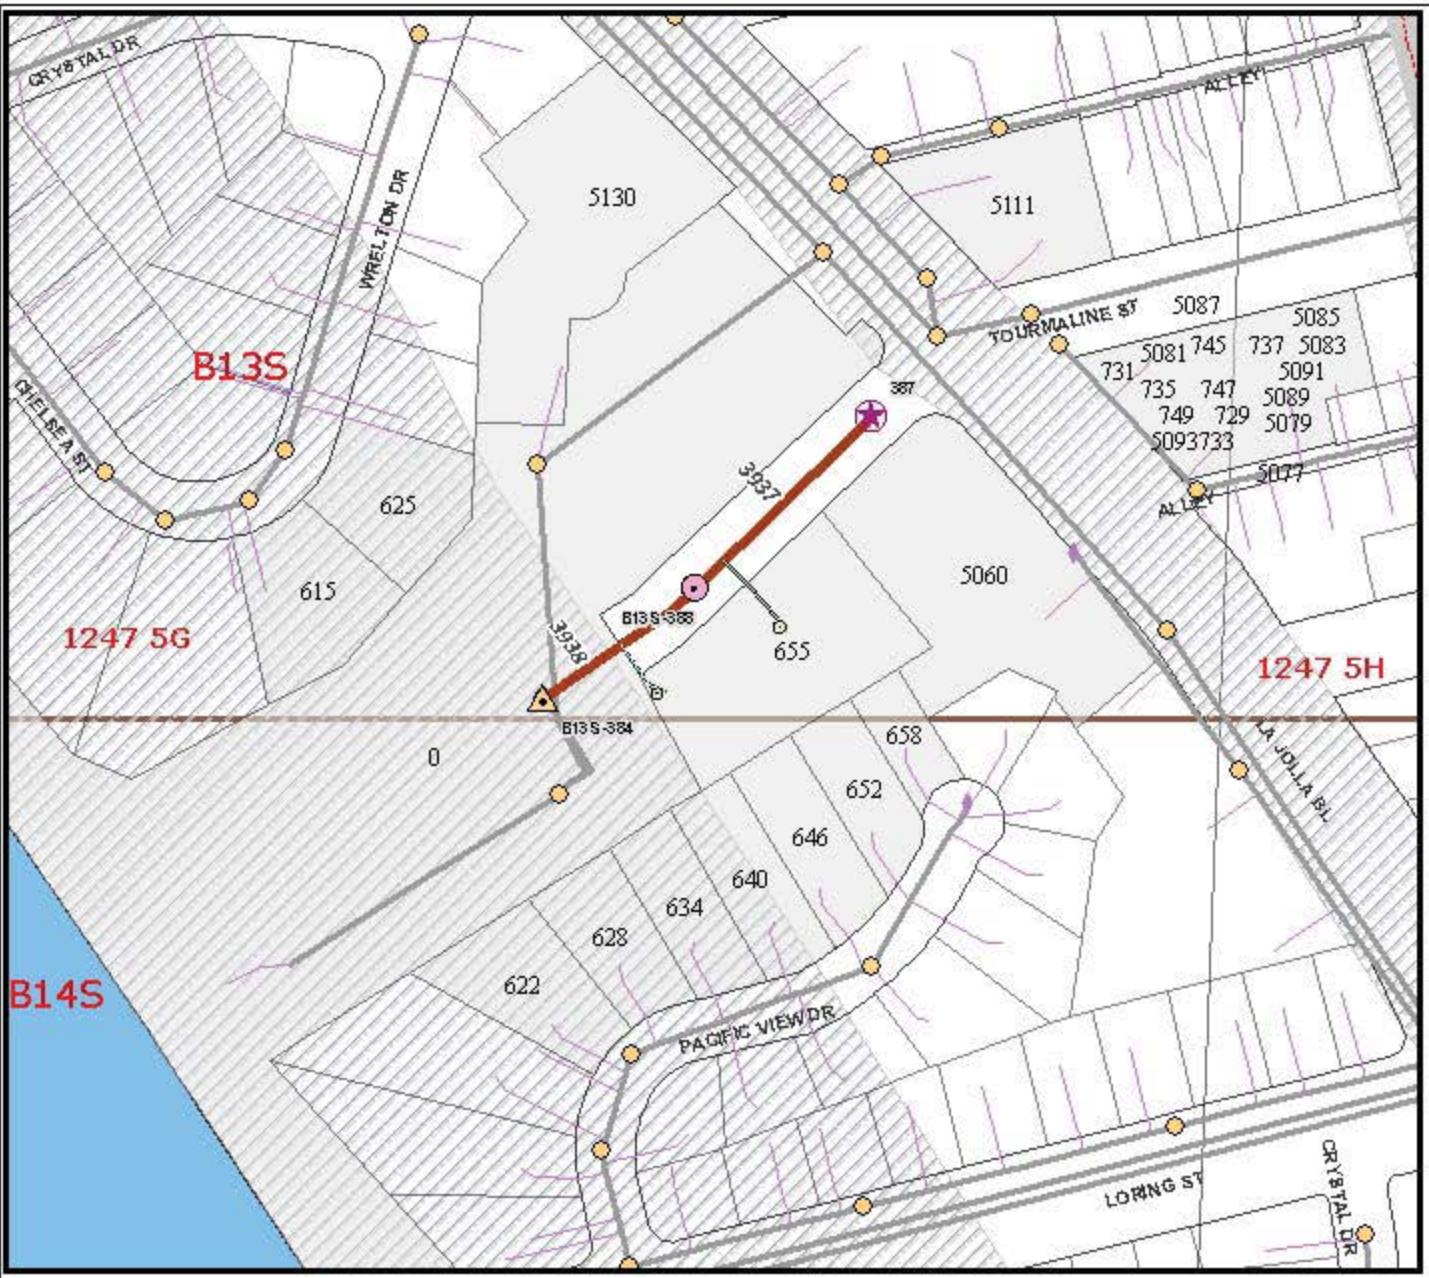 CRYSTAL DR
ALLEY
5130
5111
WRELTON DR
5087
TOURMALINE ST
5085
5081
745
737
5083
B13S
731
5091
735
747
5089
387
749
729
5079
5093
733
CHELSEA ST
3937
5077
625
ALLEY
615
5060
B13S-388
1247 5G
3938
655
1247 5H
B13S-384
658
0
LA JOLLA BL
652
646
640
634
628
622
B14S
PACIFIC VIEW DR
LORING ST
CRYSTAL DR